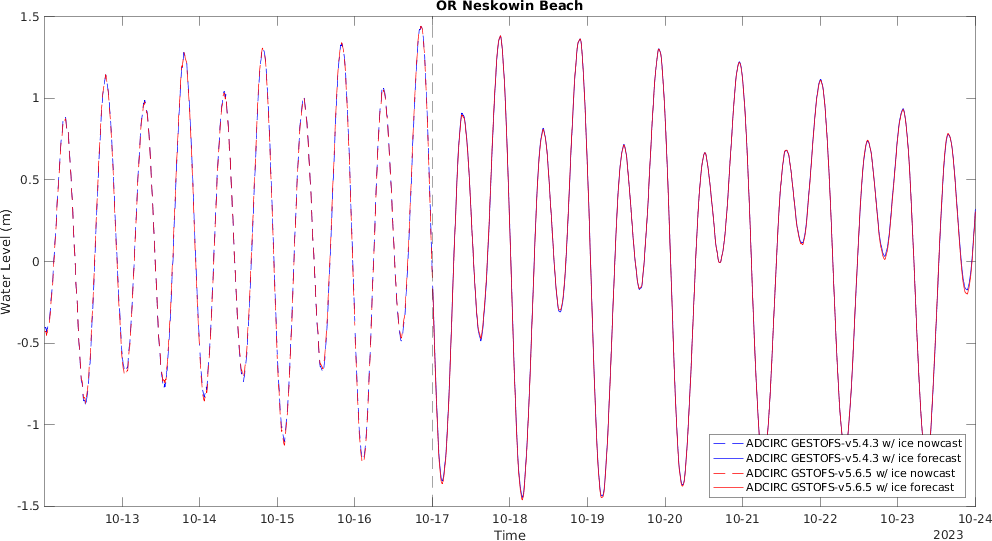 OR Neskowin Beach
Water Level (m)
1.5
1
0.5
0
-0.5
-1
-1.5
10-13 10-14 10-15 10-16 10-17 10-18 10-19 10-20 10-21 10-22 10-23 10-24
Time
2023
ADCIRC GESTOFS-v5.4.3 w/ ice nowcast
ADCIRC GESTOFS-v5.4.3 w/ ice forecast
ADCIRC GSTOFS-v5.6.5 w/ ice nowcast
ADCIRC GSTOFS-v5.6.5 w/ ice forecast